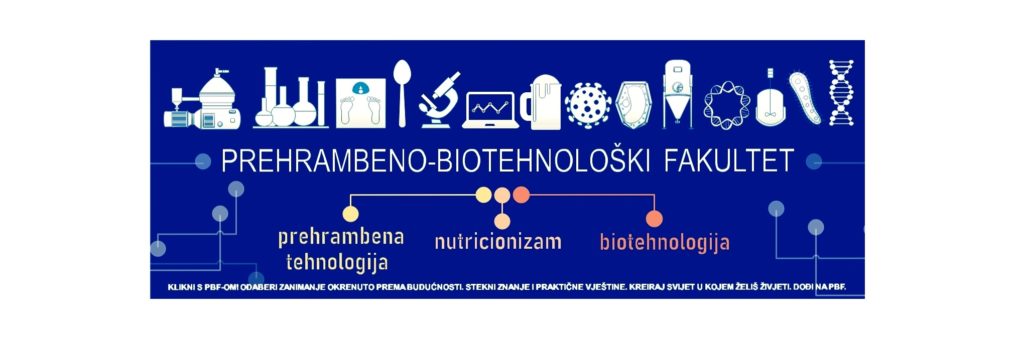 PREHRAMBENO-BIOTEHNOLOŠKI FAKULTET
prehrambena
tehnologija
nutricionizam
biotehnologija
KLIKNI S PBF-OM! ODABERI ZANIMANJE OKRENUTO PREMA BUDUĆNOSTI. STEKNI ZNANJE I PRAKTIČNE VJEŠTINE. KREIRAJ SVIJET U KOJEM ŽELIŠ ŽIVJETI. DOĐI NA PBF.